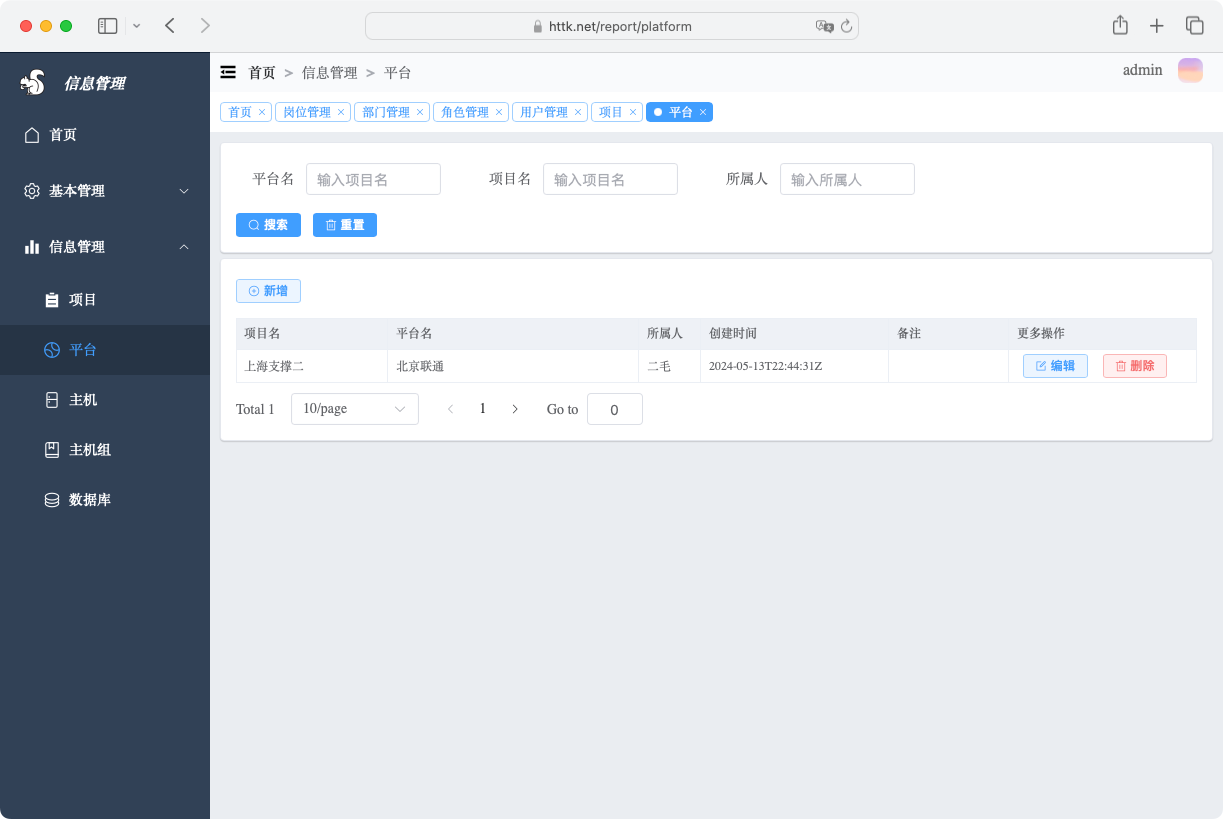 httk.net/report/platform
信息管理
首页
基本管理
信息管理
项目
平台
主机
主机组
数据库
首页 > 信息管理 > 平台
admin
首页 × 岗位管理 × 部门管理 × 角色管理 × 用户管理 × 项目 × 平台 ×
平台名 输入项目名 项目名 输入项目名 所属人 输入所属人
搜索 重置
新增
项目名 平台名 所属人 创建时间 备注 更多操作
上海支撑二 北京联通 二毛 2024-05-13T22:44:31Z 编辑 删除
Total 1 10/page 1 Go to 0